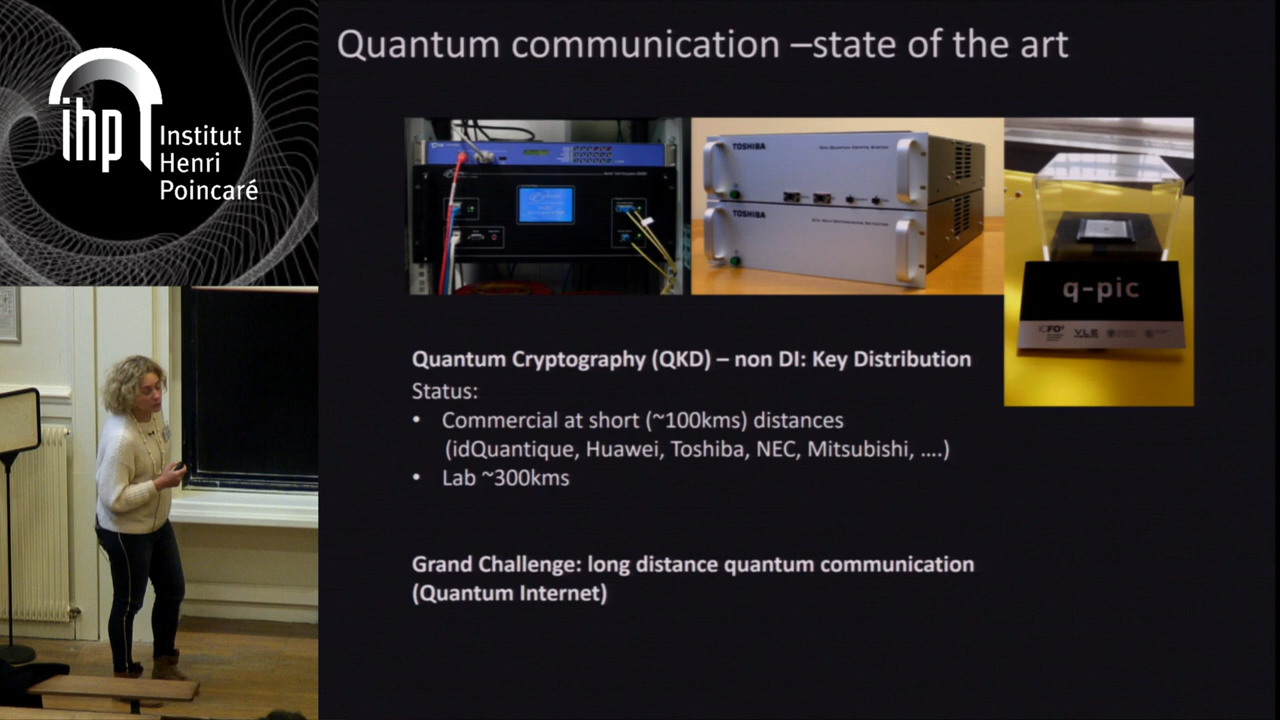 ihp Institut
Henri
Poincaré
Quantum communication –state of the art
TOSHIBA
TOSHIBA
q-pic
ICFO
VLC
Quantum Cryptography (QKD) – non DI: Key Distribution
Status:
• Commercial at short (~100kms) distances
(idQuantique, Huawei, Toshiba, NEC, Mitsubishi, ....)
• Lab ~300kms
Grand Challenge: long distance quantum communication
(Quantum Internet)